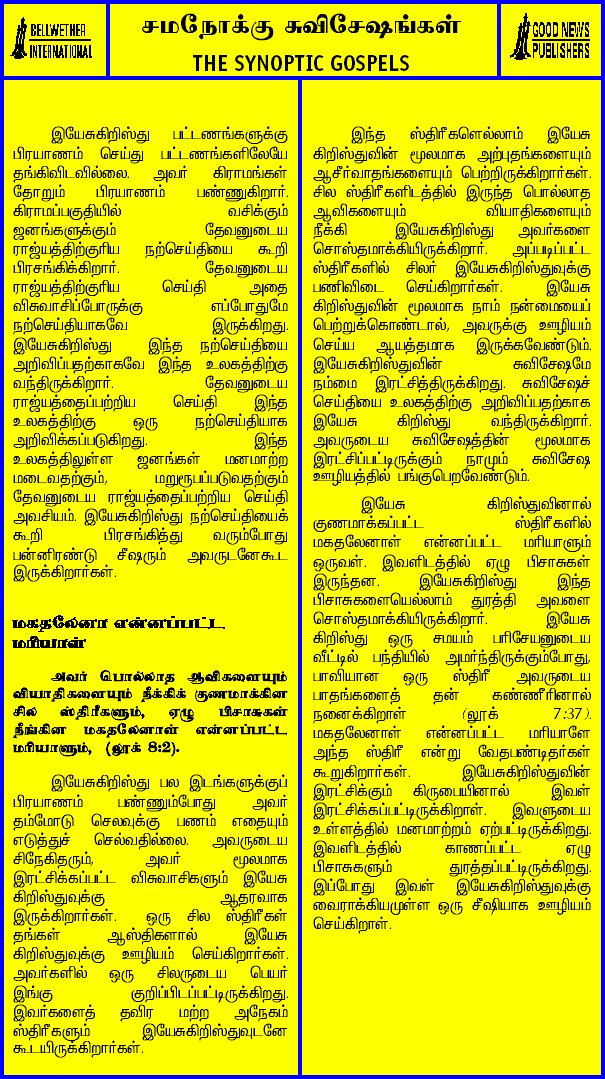 BELLWETHER
INTERNATIONAL
சமநோக்கு சுவிசேஷங்கள்
THE SYNOPTIC GOSPELS
GOOD NEWS
PUBLISHERS
இயேசுகிறிஸ்து பட்டணங்களுக்கு
பிரயாணம் செய்து பட்டணங்களிலேயே
தங்கிவிடவில்லை. அவர் கிராமங்கள்
தோறும் பிரயாணம் பண்ணுகிறார்.
கிராமப்பகுதியில் வசிக்கும்
ஜனங்களுக்கும் தேவனுடைய
ராஜ்யத்திற்குரிய நற்செய்தியை கூறி
பிரசங்கிக்கிறார். தேவனுடைய
ராஜ்யத்திற்குரிய செய்தி அதை
விசுவாசிப்போருக்கு எப்போதுமே
நற்செய்தியாகவே இருக்கிறது.
இயேசுகிறிஸ்து இந்த நற்செய்தியை
அறிவிப்பதற்காகவே இந்த உலகத்திற்கு
வந்திருக்கிறார். தேவனுடைய
ராஜ்யத்தைப்பற்றிய செய்தி இந்த
உலகத்திற்கு ஒரு நற்செய்தியாக
அறிவிக்கப்படுகிறது. இந்த
உலகத்திலுள்ள ஜனங்கள் மனமாற்ற
மடைவதற்கும், மறுரூபப்படுவதற்கும்
தேவனுடைய ராஜ்யத்தைப்பற்றிய செய்தி
அவசியம். இயேசுகிறிஸ்து நற்செய்தியைக்
கூறி பிரசங்கித்து வரும்போது
பன்னிரண்டு சீஷரும் அவருடனேகூட
இருக்கிறார்கள்.
மகதலேனா என்னப்பட்ட
மரியாள்
அவர் பொல்லாத ஆவிகளையும்
வியாதிகளையும் நீக்கிக் குணமாக்கின
சில ஸ்திரீகளும், ஏழு பிசாசுகள்
நீங்கின மகதலேனாள் என்னப்பட்ட
மரியாளும், (லூக் 8:2).
இயேசுகிறிஸ்து பல இடங்களுக்குப்
பிரயாணம் பண்ணும்போது அவர்
தம்மோடு செலவுக்கு பணம் எதையும்
எடுத்துச் செல்வதில்லை. அவருடைய
சிநேகிதரும், அவர் மூலமாக
இரட்சிக்கப்பட்ட விசுவாசிகளும் இயேசு
கிறிஸ்துவுக்கு ஆதரவாக
இருக்கிறார்கள். ஒரு சில ஸ்திரீகள்
தங்கள் ஆஸ்திகளால் இயேசு
கிறிஸ்துவுக்கு ஊழியம் செய்கிறார்கள்.
அவர்களில் ஒரு சிலருடைய பெயர்
இங்கு குறிப்பிடப்பட்டிருக்கிறது.
இவர்களைத் தவிர மற்ற அநேகம்
ஸ்திரீகளும் இயேசுகிறிஸ்துவுடனே
கூடயிருக்கிறார்கள்.
இந்த ஸ்திரீகளெல்லாம் இயேசு
கிறிஸ்துவின் மூலமாக அற்புதங்களையும்
ஆசீர்வாதங்களையும் பெற்றிருக்கிறார்கள்.
சில ஸ்திரீகளிடத்தில் இருந்த பொல்லாத
ஆவிகளையும் வியாதிகளையும்
நீக்கி இயேசுகிறிஸ்து அவர்களை
சொஸ்தமாக்கியிருக்கிறார். அப்படிப்பட்ட
ஸ்திரீகளில் சிலர் இயேசுகிறிஸ்துவுக்கு
பணிவிடை செய்கிறார்கள். இயேசு
கிறிஸ்துவின் மூலமாக நாம் நன்மையைப்
பெற்றுக்கொண்டால், அவருக்கு ஊழியம்
செய்ய ஆயத்தமாக இருக்கவேண்டும்.
இயேசுகிறிஸ்துவின் சுவிசேஷமே
நம்மை இரட்சித்திருக்கிறது. சுவிசேஷச்
செய்தியை உலகத்திற்கு அறிவிப்பதற்காக
இயேசு கிறிஸ்து வந்திருக்கிறார்.
அவருடைய சுவிசேஷத்தின் மூலமாக
இரட்சிப்பட்டிருக்கும் நாமும் சுவிசேஷ
ஊழியத்தில் பங்குபெறவேண்டும்.
இயேசு கிறிஸ்துவினால்
குணமாக்கப்பட்ட ஸ்திரீகளில்
மகதலேனாள் என்னப்பட்ட மரியாளும்
ஒருவள். இவளிடத்தில் ஏழு பிசாசுகள்
இருந்தன. இயேசுகிறிஸ்து இந்த
பிசாசுகளையெல்லாம் துரத்தி அவளை
சொஸ்தமாக்கியிருக்கிறார். இயேசு
கிறிஸ்து ஒரு சமயம் பரிசேயனுடைய
வீட்டில் பந்தியில் அமர்ந்திருக்கும்போது,
பாவியான ஒரு ஸ்திரீ அவருடைய
பாதங்களைத் தன் கண்ணீரினால்
நனைக்கிறாள் (லூக் 7:37).
மகதலேனாள் என்னப்பட்ட மரியாளே
அந்த ஸ்திரீ என்று வேதபண்டிதர்கள்
கூறுகிறார்கள். இயேசுகிறிஸ்துவின்
இரட்சிக்கும் கிருபையினால் இவள்
இரட்சிக்கப்பட்டிருக்கிறாள். இவளுடைய
உள்ளத்தில் மனமாற்றம் ஏற்பட்டிருக்கிறது.
இவளிடத்தில் காணப்பட்ட ஏழு
பிசாசுகளும் துரத்தப்பட்டிருக்கிறது.
இப்போது இவள் இயேசுகிறிஸ்துவுக்கு
வைராக்கியமுள்ள ஒரு சீஷியாக ஊழியம்
செய்கிறாள்.